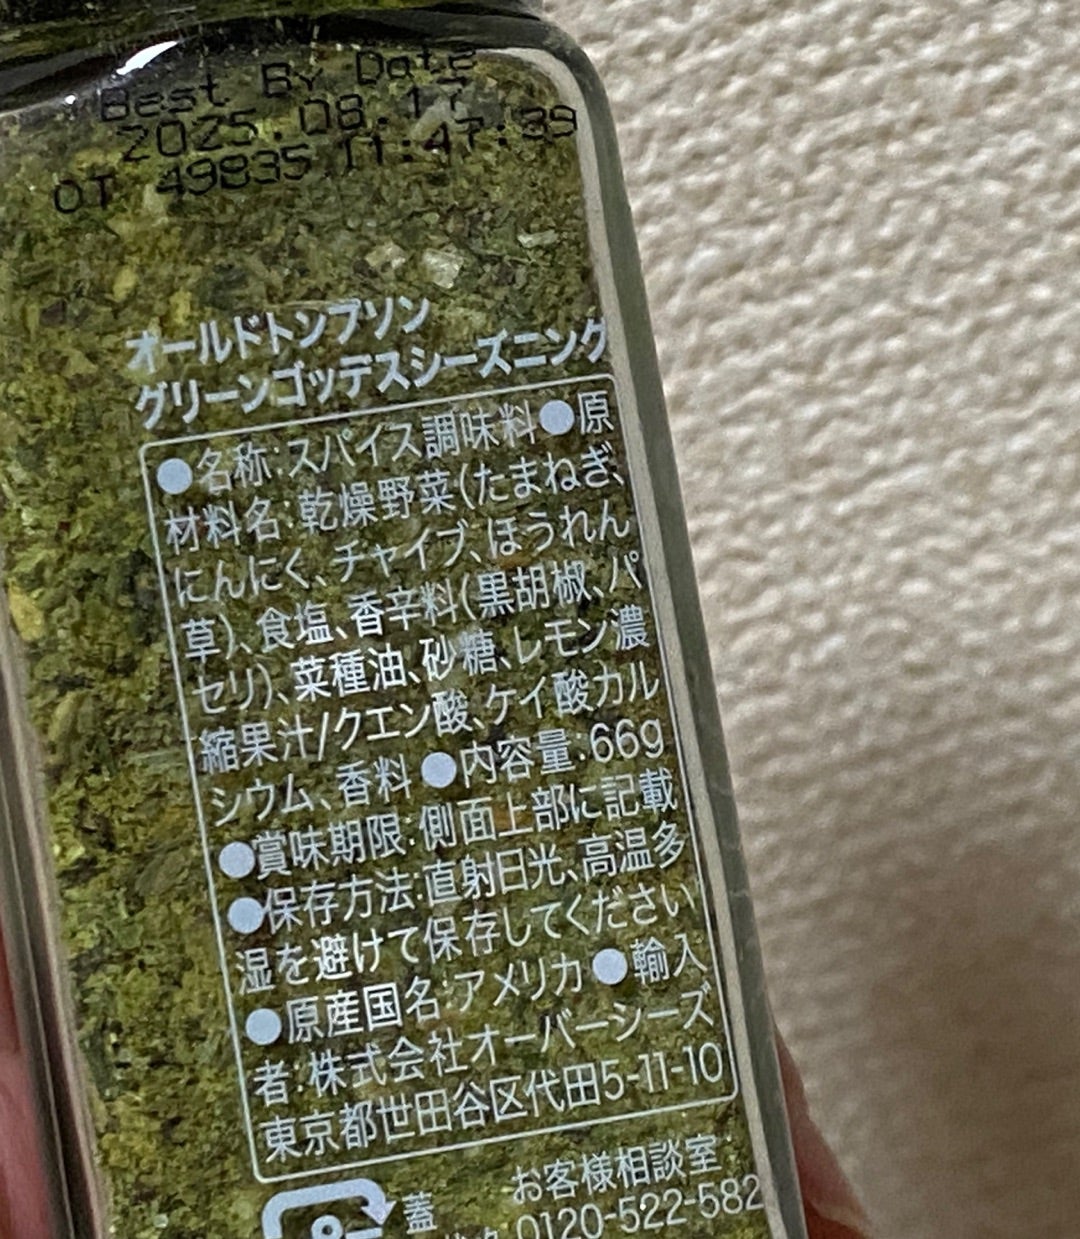 Best By Date
2025.08.17
OT 49835 11:47:39
オールドトンプソン
グリーンゴッデスシーズニング
●名称:スパイス調味料●原
材料名:乾燥野菜(たまねぎ、
にんにく、チャイブ、ほうれん
草)、食塩、香辛料(黒胡椒、パ
セリ)、菜種油、砂糖、レモン濃
縮果汁/クエン酸、ケイ酸カル
シウム、香料●内容量:66g
●賞味期限:側面上部に記載
●保存方法:直射日光、高温多
湿を避けて保存してください
●原産国名:アメリカ●輸入
者:株式会社オーバーシーズ
東京都世田谷区代田5-11-10
お客様相談室
蓋
0120-522-582